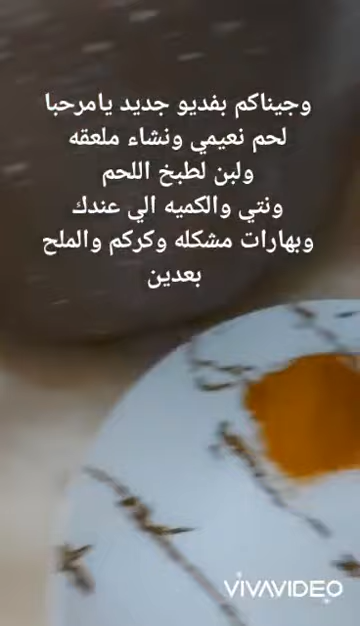 وجيناكم بفديو جديد يامرحبا
لحم نعيمي ونشاء ملعقه
ولبن لطبخ اللحم
ونتي والكميه الي عندك
وبهارات مشكله وكركم والملح
بعدين
VIVAVIDEO